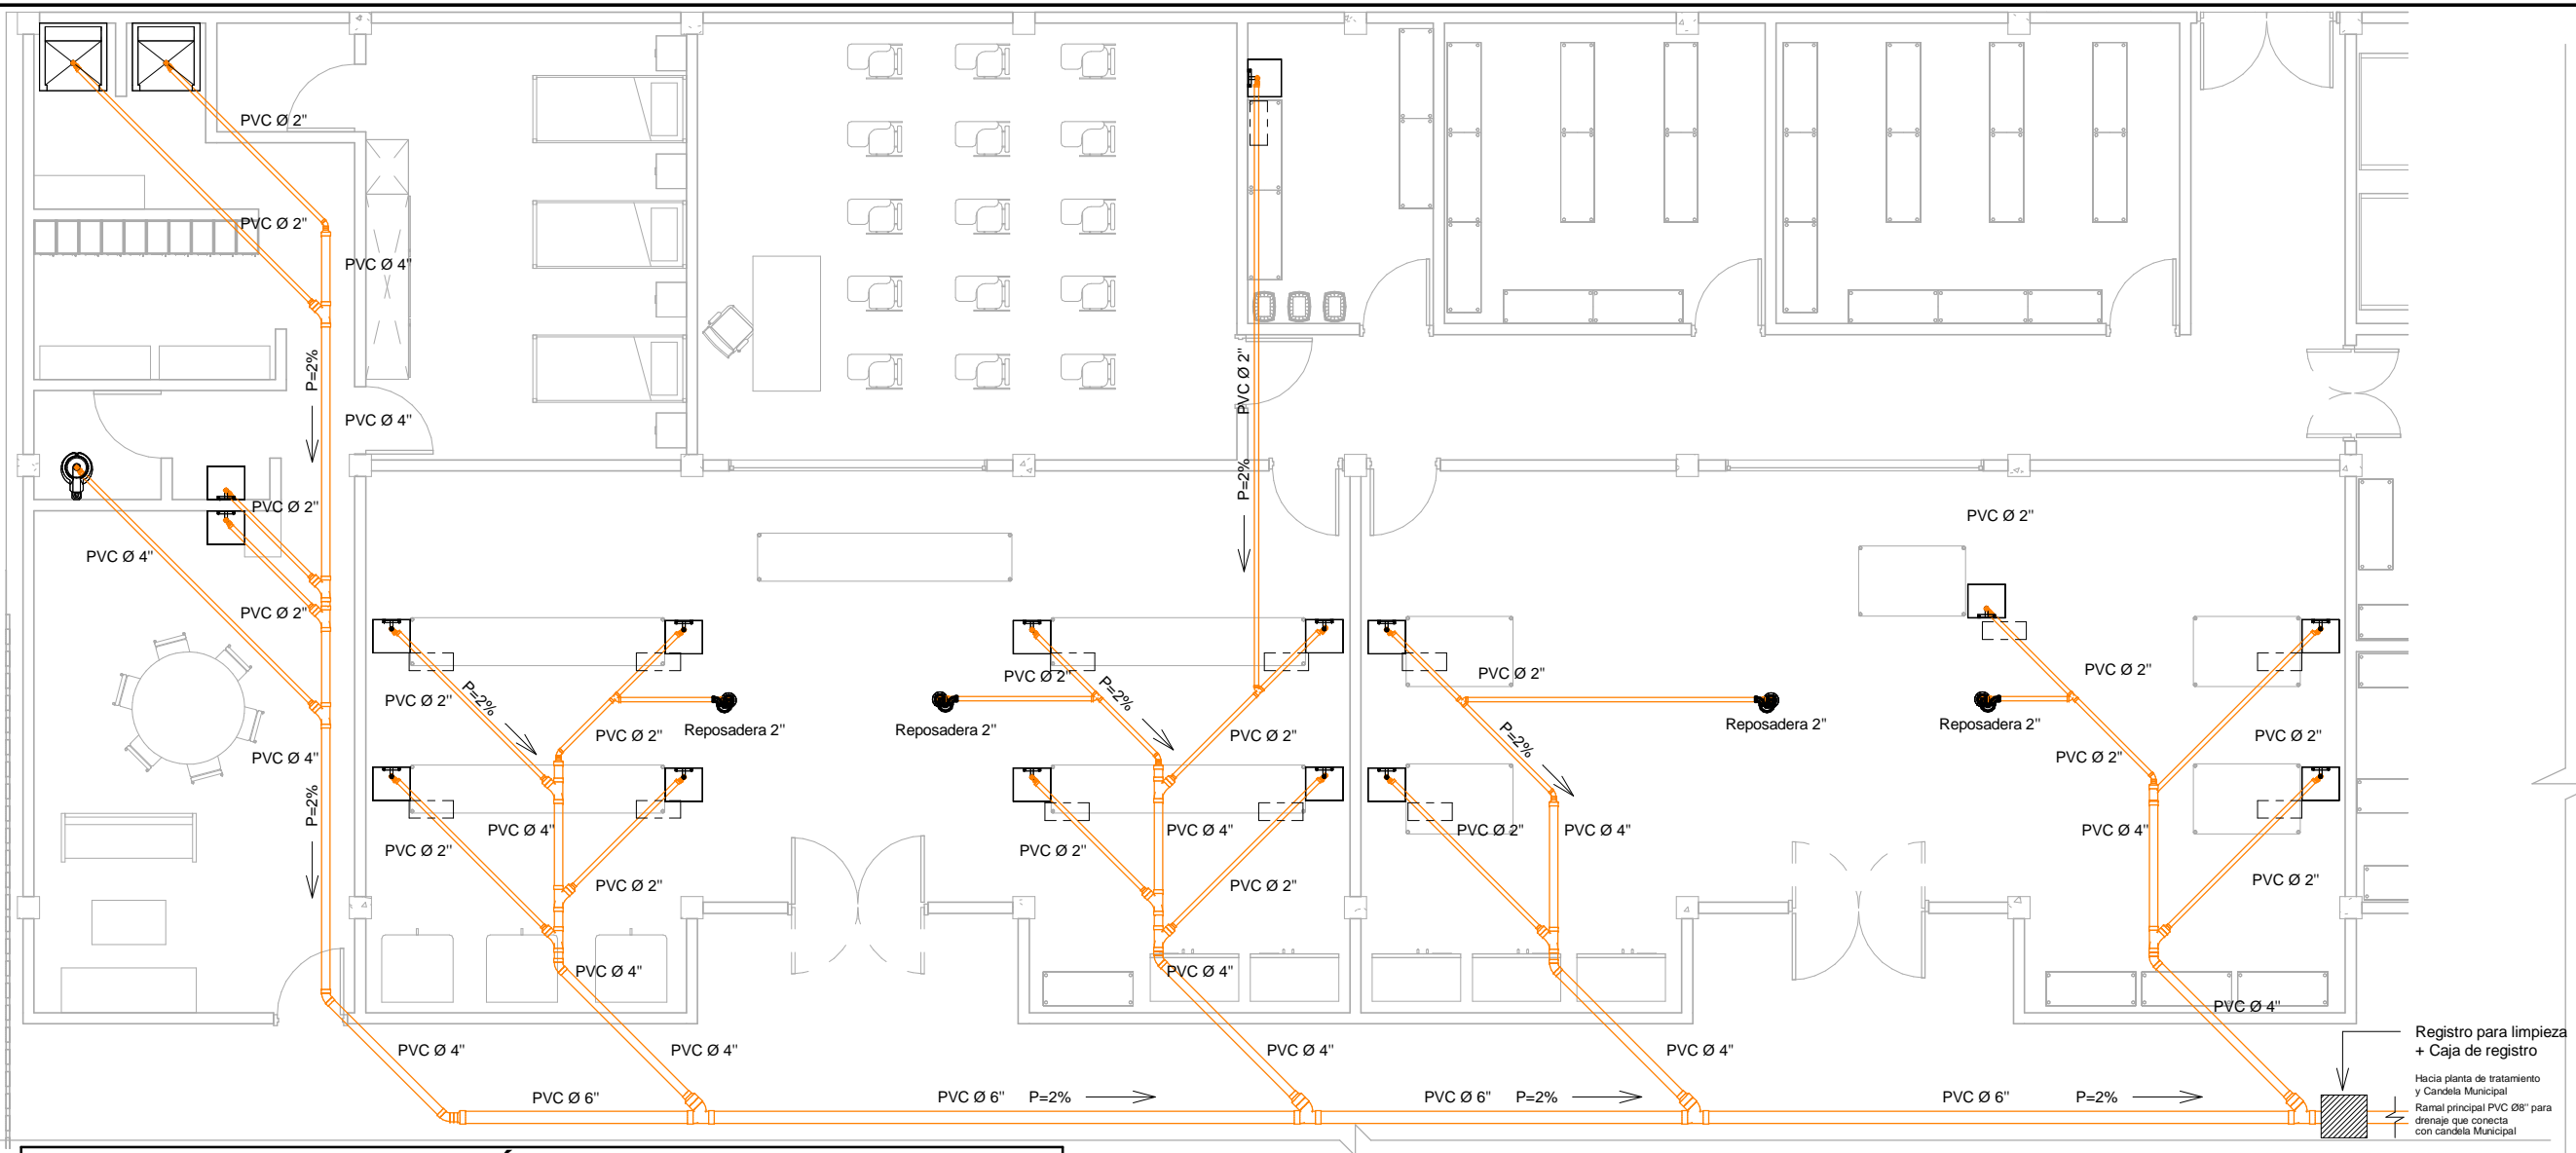 PVC Ø 2"
PVC Ø 2"
PVC Ø 4"
P=2%
PVC Ø 2"
PVC Ø 4"
P=2%
PVC Ø 2"
PVC Ø 2"
PVC Ø 4"
PVC Ø 2"
PVC Ø 2"
PVC Ø 2"
PVC Ø 2"
PVC Ø 2"
P=2%
P=2%
P=2%
Reposadera 2"
Reposadera 2"
Reposadera 2"
Reposadera 2"
PVC Ø 2"
PVC Ø 2"
PVC Ø 2"
PVC Ø 4"
PVC Ø 2"
P=2%
PVC Ø 4"
PVC Ø 4"
PVC Ø 2"
PVC Ø 4"
PVC Ø 4"
PVC Ø 2"
PVC Ø 2"
PVC Ø 2"
PVC Ø 2"
PVC Ø 2"
PVC Ø 4"
PVC Ø 4"
PVC Ø 4"
PVC Ø 4"
PVC Ø 4"
PVC Ø 4"
PVC Ø 4"
Registro para limpieza
+ Caja de registro
Hacia planta de tratamiento
y Candela Municipal
Ramal principal PVC Ø8" para
drenaje que conecta
con candela Municipal
PVC Ø 6"
PVC Ø 6" P=2%
PVC Ø 6" P=2%
PVC Ø 6" P=2%